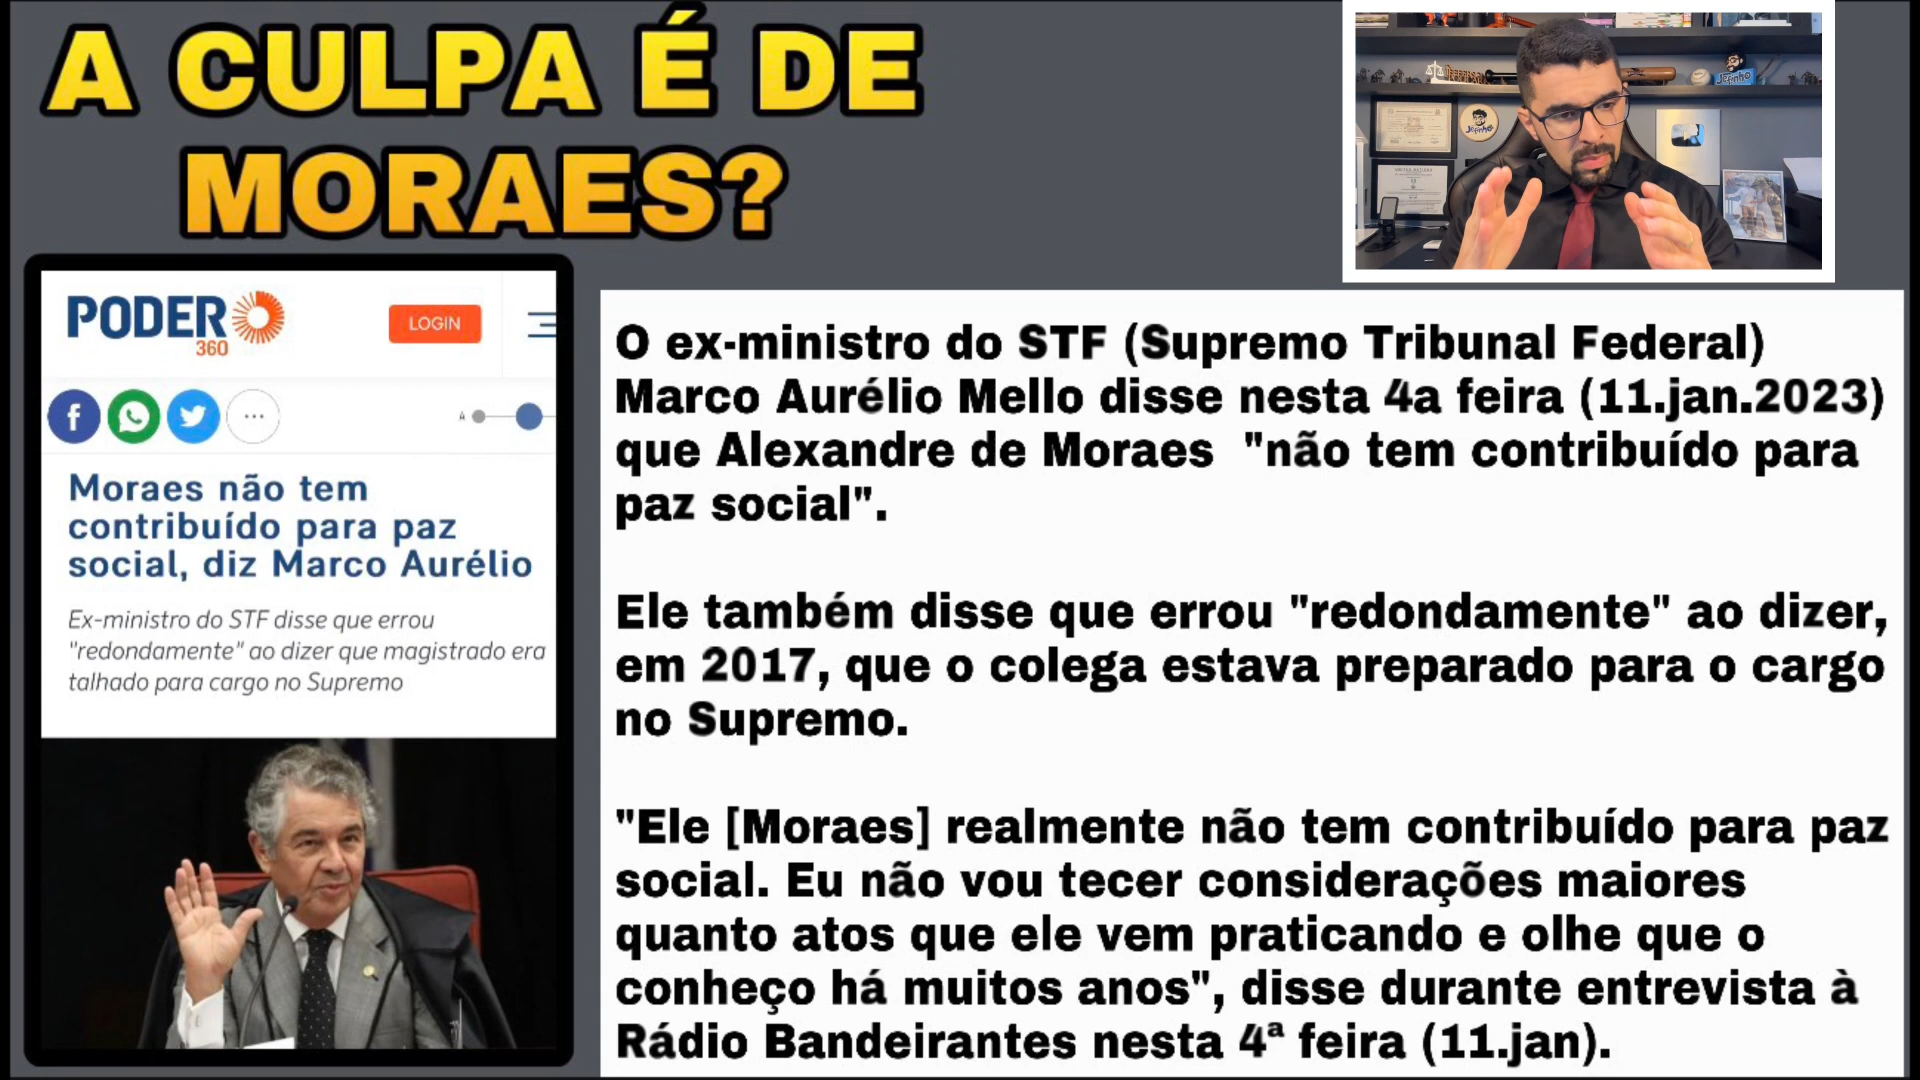 A CULPA É DE
MORAES?
Jefinho
Jefinho
PODER
360
LOGIN
A
Moraes não tem
contribuído para paz
social, diz Marco Aurélio
Ex-ministro do STF disse que errou
"redondamente" ao dizer que magistrado era
talhado para cargo no Supremo
O ex-ministro do STF (Supremo Tribunal Federal)
Marco Aurélio Mello disse nesta 4a feira (11.jan.2023)
que Alexandre de Moraes "não tem contribuído para
paz social".
Ele também disse que errou "redondamente" ao dizer,
em 2017, que o colega estava preparado para o cargo
no Supremo.
"Ele [Moraes] realmente não tem contribuído para paz
social. Eu não vou tecer considerações maiores
quanto atos que ele vem praticando e olhe que o
conheço há muitos anos", disse durante entrevista à
Rádio Bandeirantes nesta 4ª feira (11.jan).